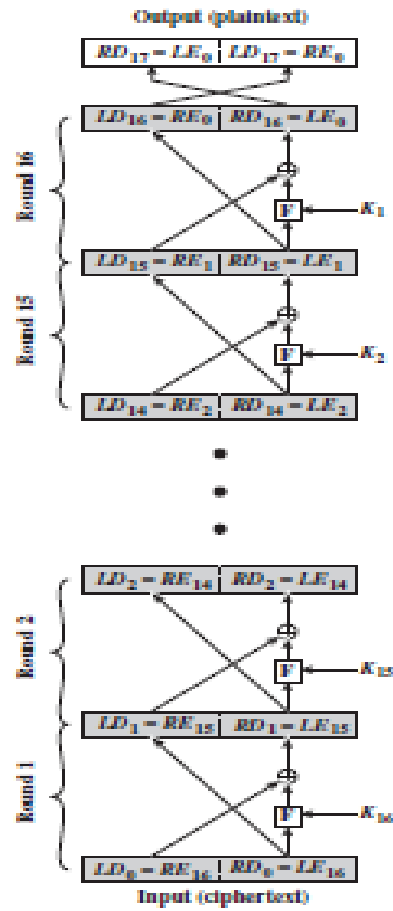 Output (plaintext)
RD₁₇ = LE₀ LD₁₇ = RE₀
LD₁₆ = RE₀ RD₁₆ = LE₀
Round 16
F K₁
LD₁₅ = RE₁ RD₁₅ = LE₁
Round 15
F K₂
LD₁₄ = RE₂ RD₁₄ = LE₂
LD₂ = RE₁₄ RD₂ = LE₁₄
Round 2
F K₁₅
LD₁ = RE₁₅ RD₁ = LE₁₅
Round 1
F K₁₆
LD₀ = RE₁₆ RD₀ = LE₁₆
Input (ciphertext)